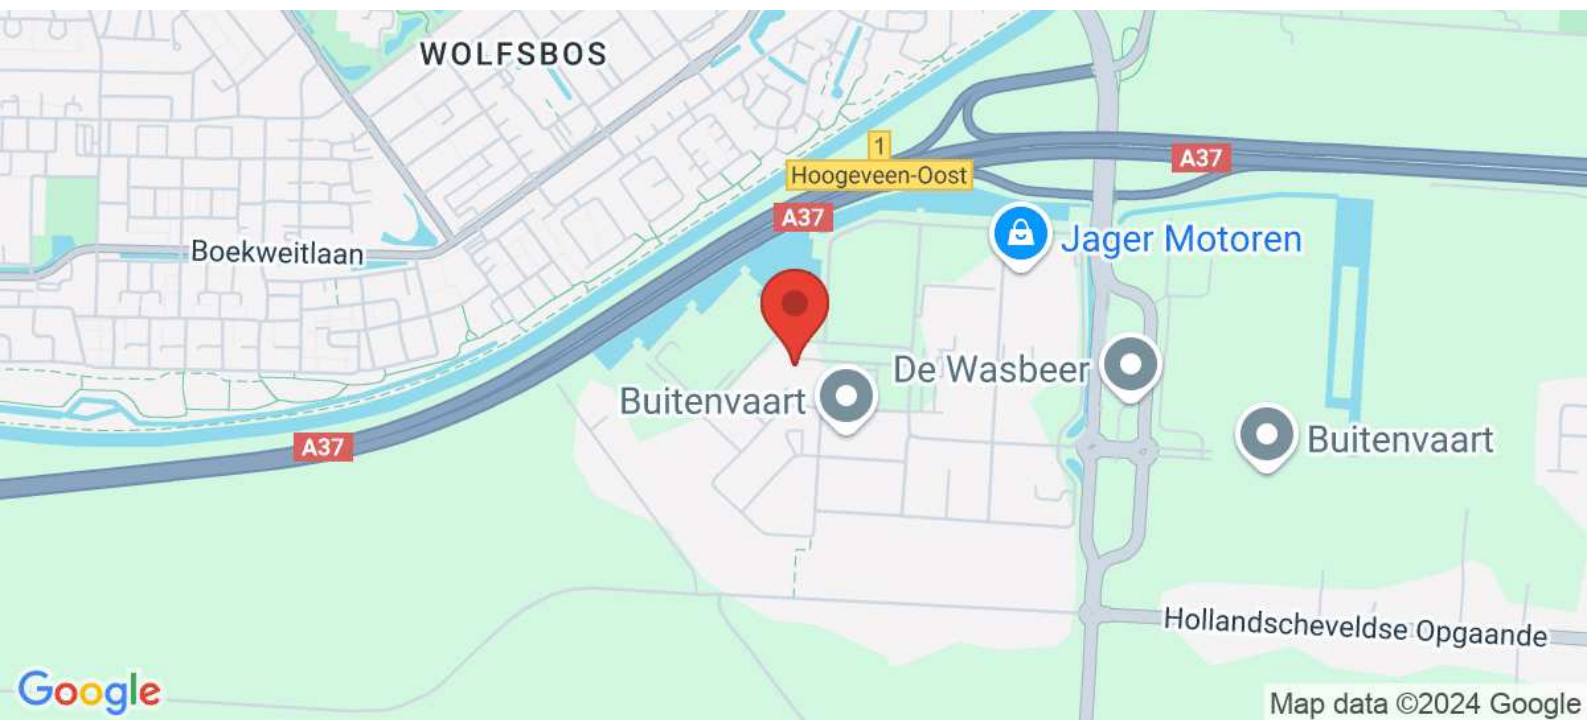 WOLFSBOS
1
Hoogeveen-Oost
A37
A37
Jager Motoren
Boekweitlaan
De Wasbeer
Buitenvaart
Buitenvaart
A37
Hollandscheveldse Opgaande
Google
Map data ©2024 Google